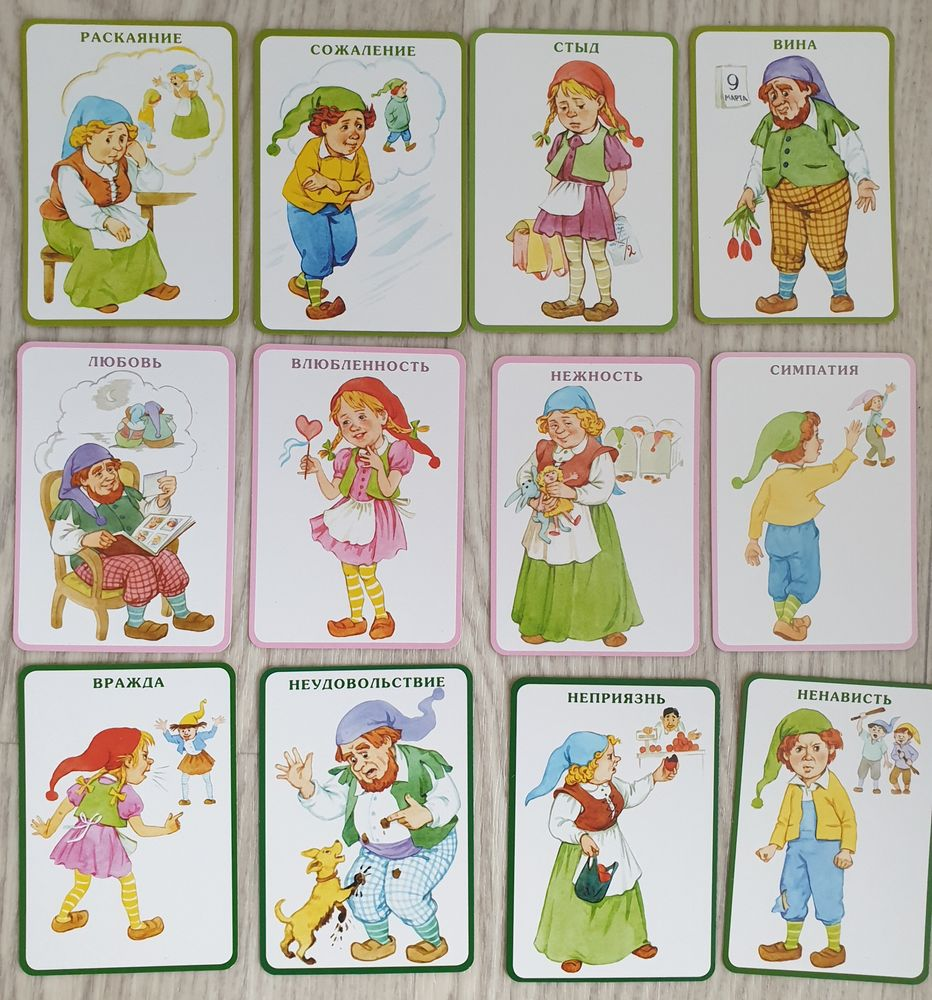 РАСКАЯНИЕ
СОЖАЛЕНИЕ
СТЫД
ВИНА
9
МАРТА
ЛЮБОВЬ
ВЛЮБЛЕННОСТЬ
НЕЖНОСТЬ
СИМПАТИЯ
ВРАЖДА
НЕУДОВОЛЬСТВИЕ
НЕПРИЯЗНЬ
НЕНАВИСТЬ